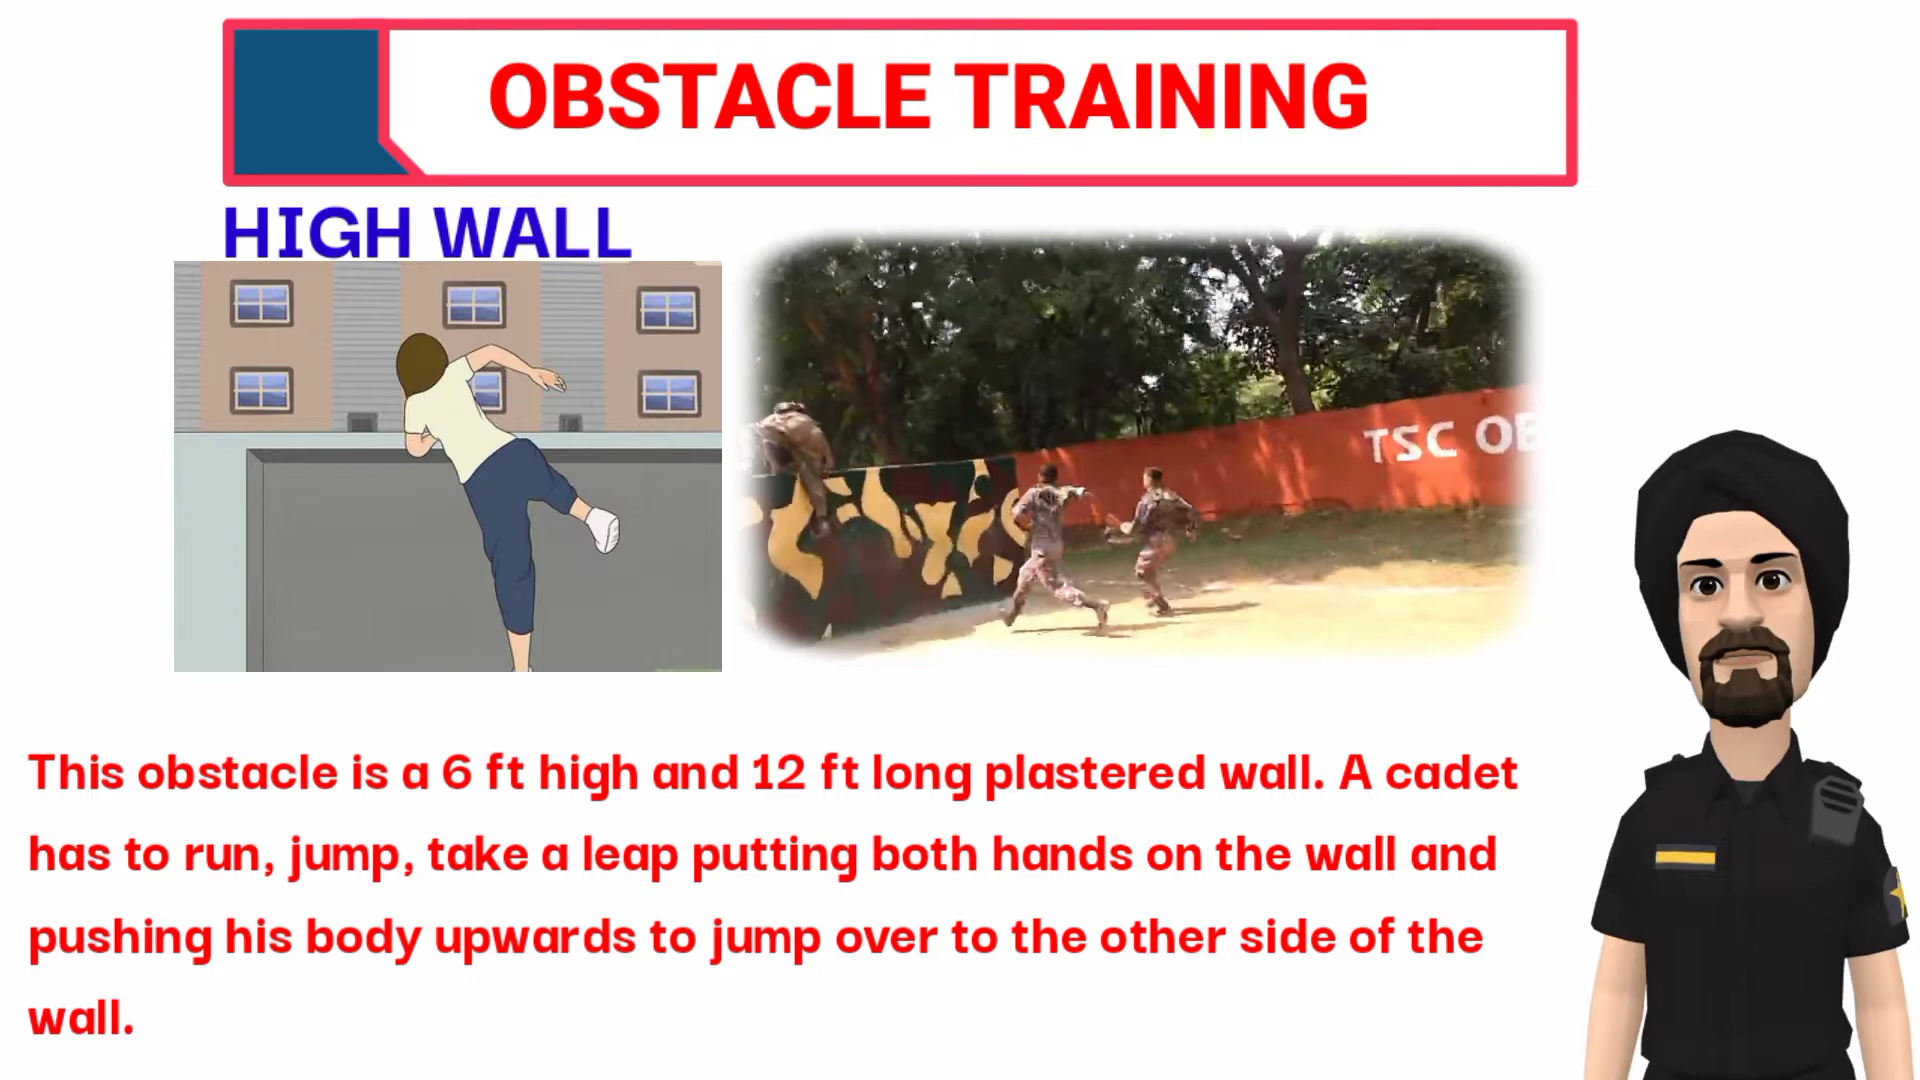 OBSTACLE TRAINING
HIGH WALL
TSC OB
This obstacle is a 6 ft high and 12 ft long plastered wall. A cadet
has to run, jump, take a leap putting both hands on the wall and
pushing his body upwards to jump over to the other side of the
wall.